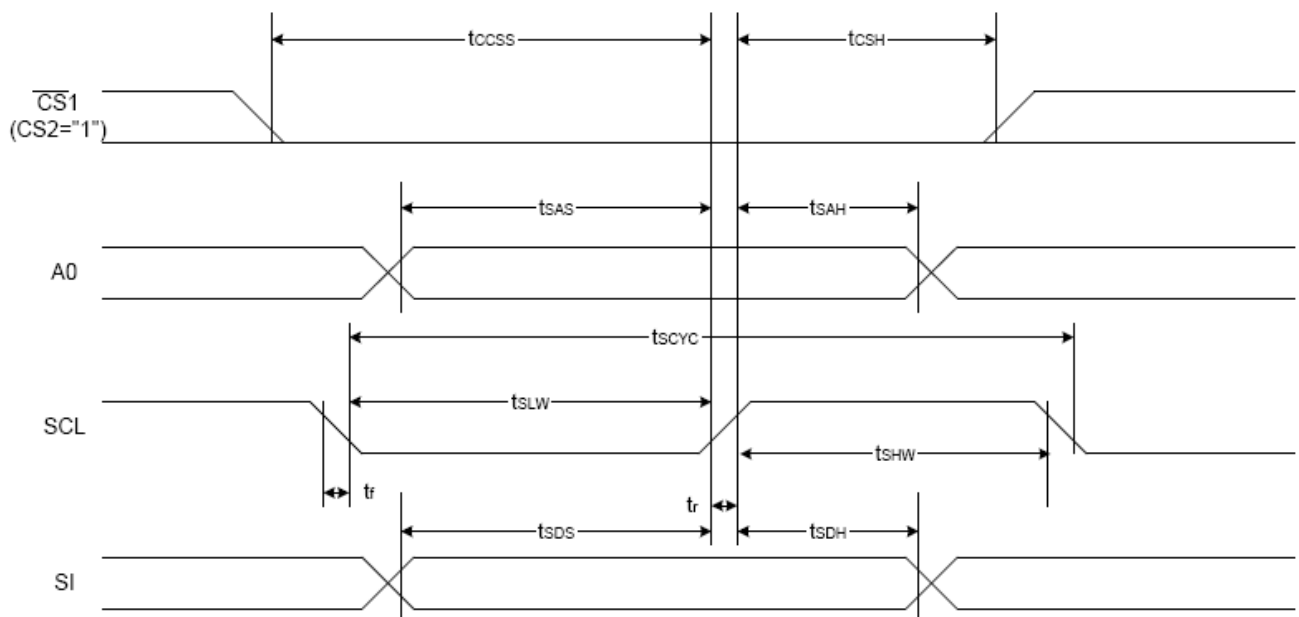 tCCSS tCSH
CS1
(CS2="1")
tSAS tSAH
A0
tSCYC
tSLW
SCL
tSHW
tf tr
tSDS tSDH
SI